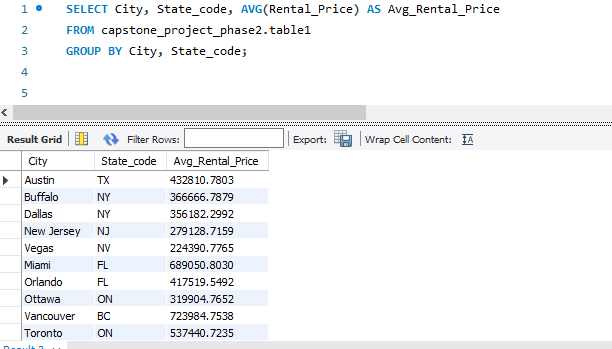 1 SELECT City, State_code, AVG(Rental_Price) AS Avg_Rental_Price
2 FROM capstone_project_phase2.table1
3 GROUP BY City, State_code;
4
5
Result Grid Filter Rows: Export: Wrap Cell Content: IA
City State_code Avg_Rental_Price
Austin TX 432810.7803
Buffalo NY 366666.7879
Dallas NY 356182.2992
New Jersey NJ 279128.7159
Vegas NV 224390.7765
Miami FL 689050.8030
Orlando FL 417519.5492
Ottawa ON 319904.7652
Vancouver BC 723984.7538
Toronto ON 537440.7235